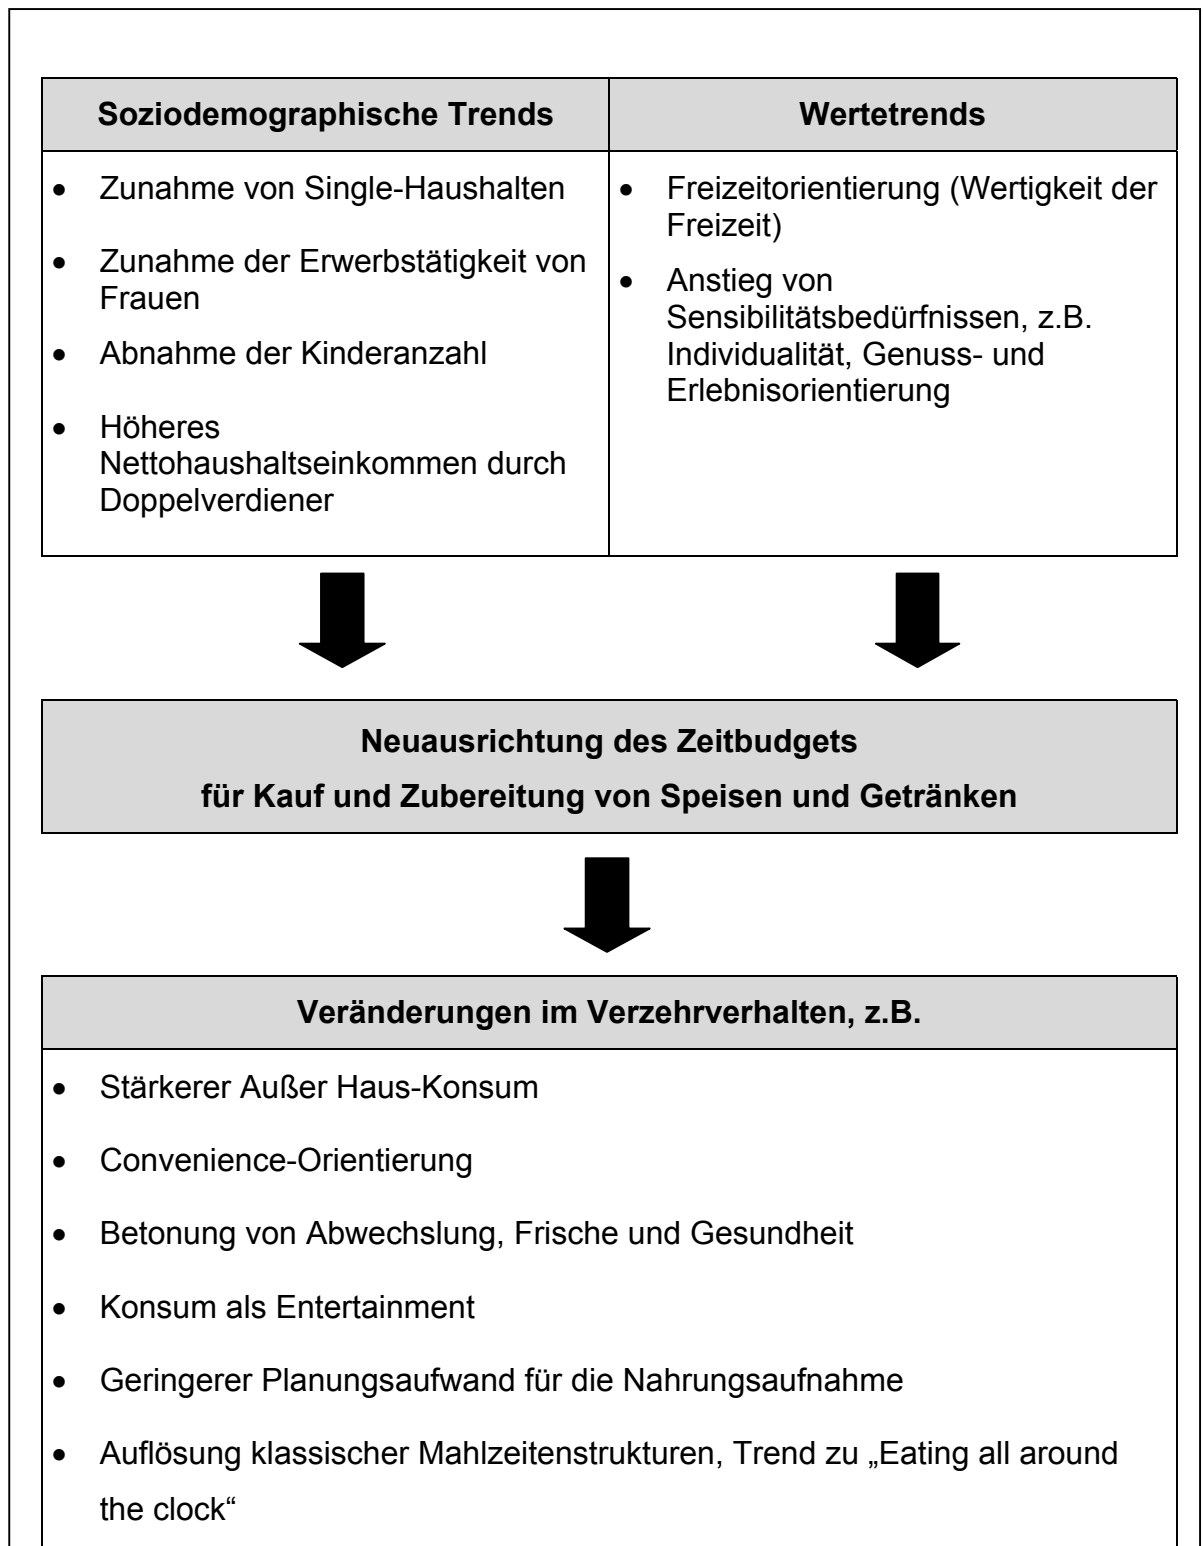 Soziodemographische Trends
Wertetrends
• Zunahme von Single-Haushalten
• Zunahme der Erwerbstätigkeit von
Frauen
• Abnahme der Kinderanzahl
• Höheres
Nettohaushaltseinkommen durch
Doppelverdiener
• Freizeitorientierung (Wertigkeit der
Freizeit)
• Anstieg von
Sensibilitätsbedürfnissen, z.B.
Individualität, Genuss- und
Erlebnisorientierung
Neuausrichtung des Zeitbudgets
für Kauf und Zubereitung von Speisen und Getränken
Veränderungen im Verzehrverhalten, z.B.
• Stärkerer Außer Haus-Konsum
• Convenience-Orientierung
• Betonung von Abwechslung, Frische und Gesundheit
• Konsum als Entertainment
• Geringerer Planungsaufwand für die Nahrungsaufnahme
• Auflösung klassischer Mahlzeitenstrukturen, Trend zu „Eating all around
the clock“